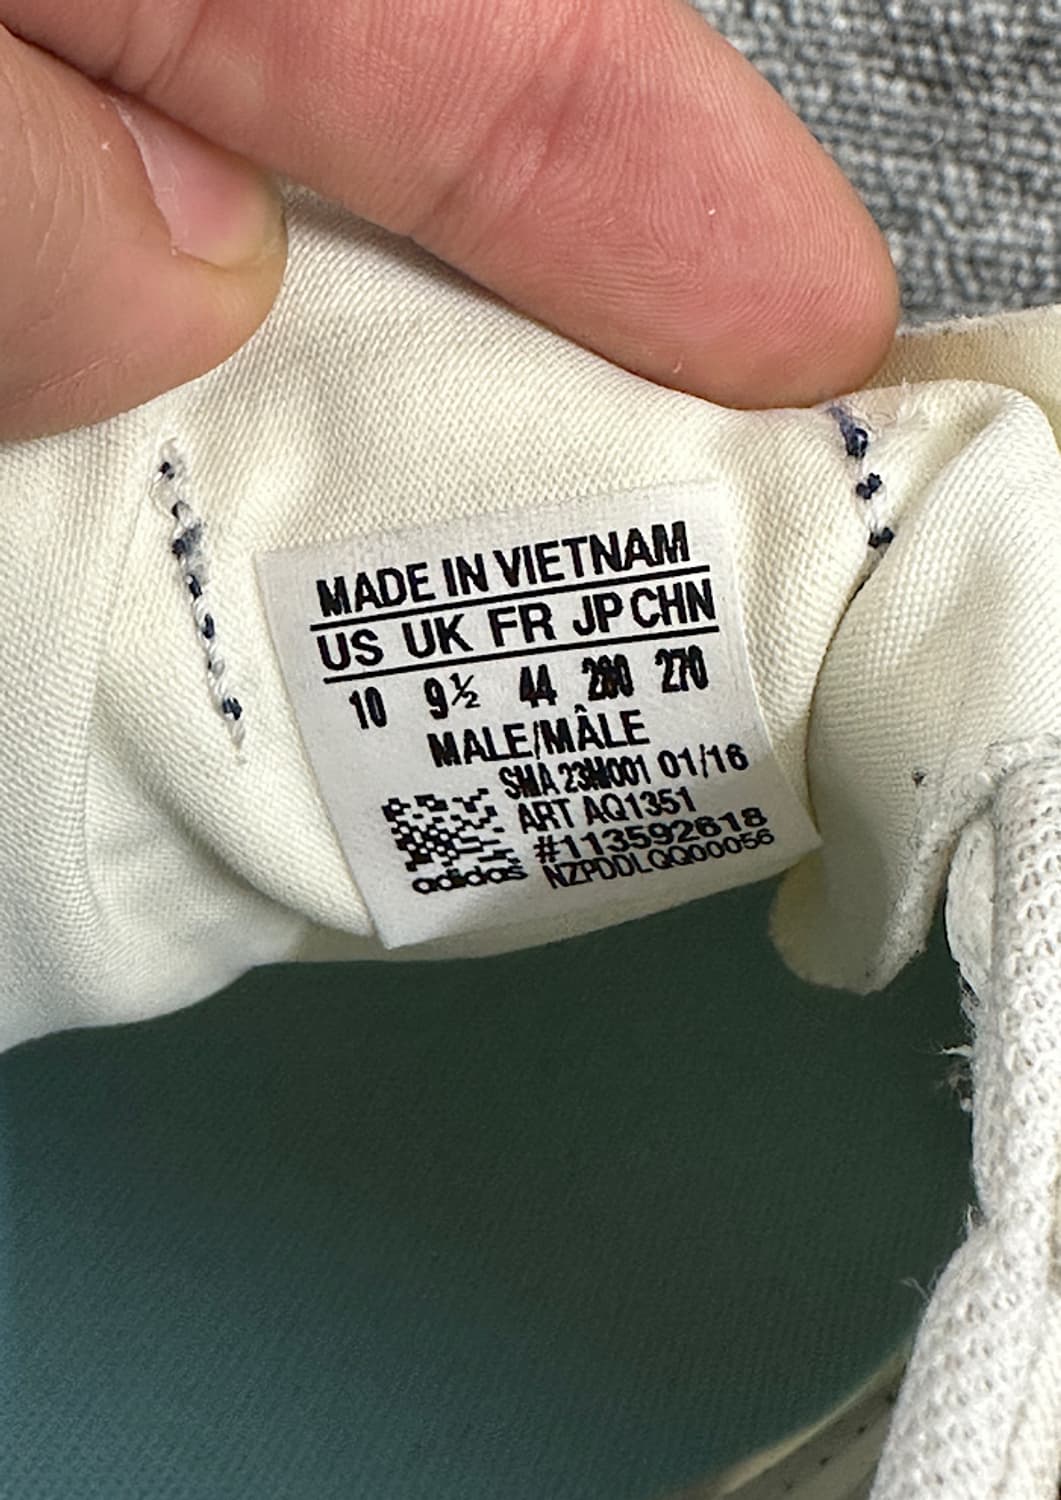 MADE IN VIETNAM
US UK FR JP CHN
10 9½ 44 270
MALE/MÂLE
SMA 23M001 01/16
ART AQ1351
#113592618
adidas NZPDDLQQ00056